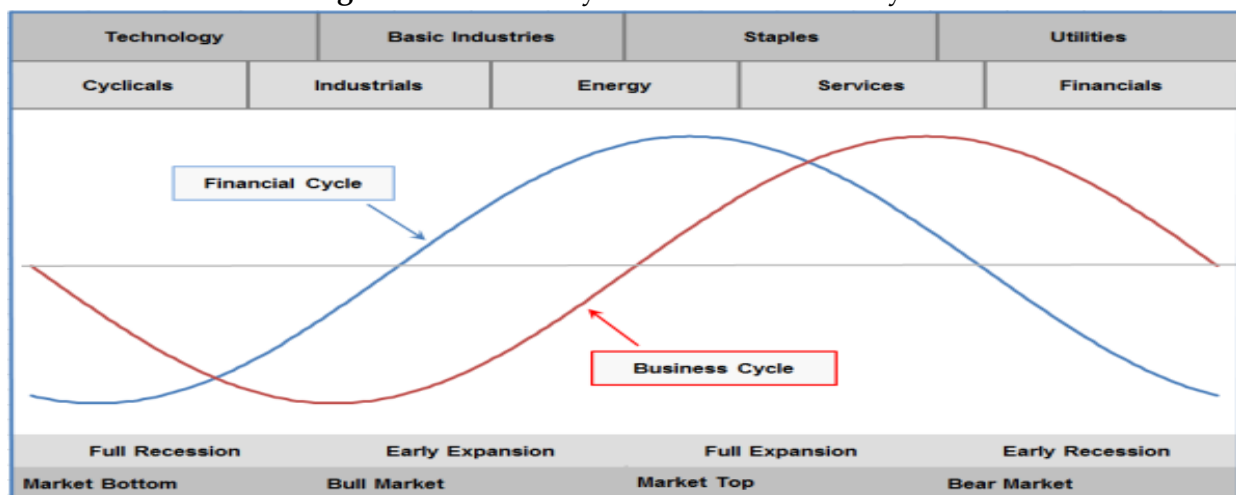 Technology Basic Industries Staples Utilities
Cyclicals Industrials Energy Services Financials
Financial Cycle
Business Cycle
Full Recession Early Expansion Full Expansion Early Recession
Market Bottom Bull Market Market Top Bear Market